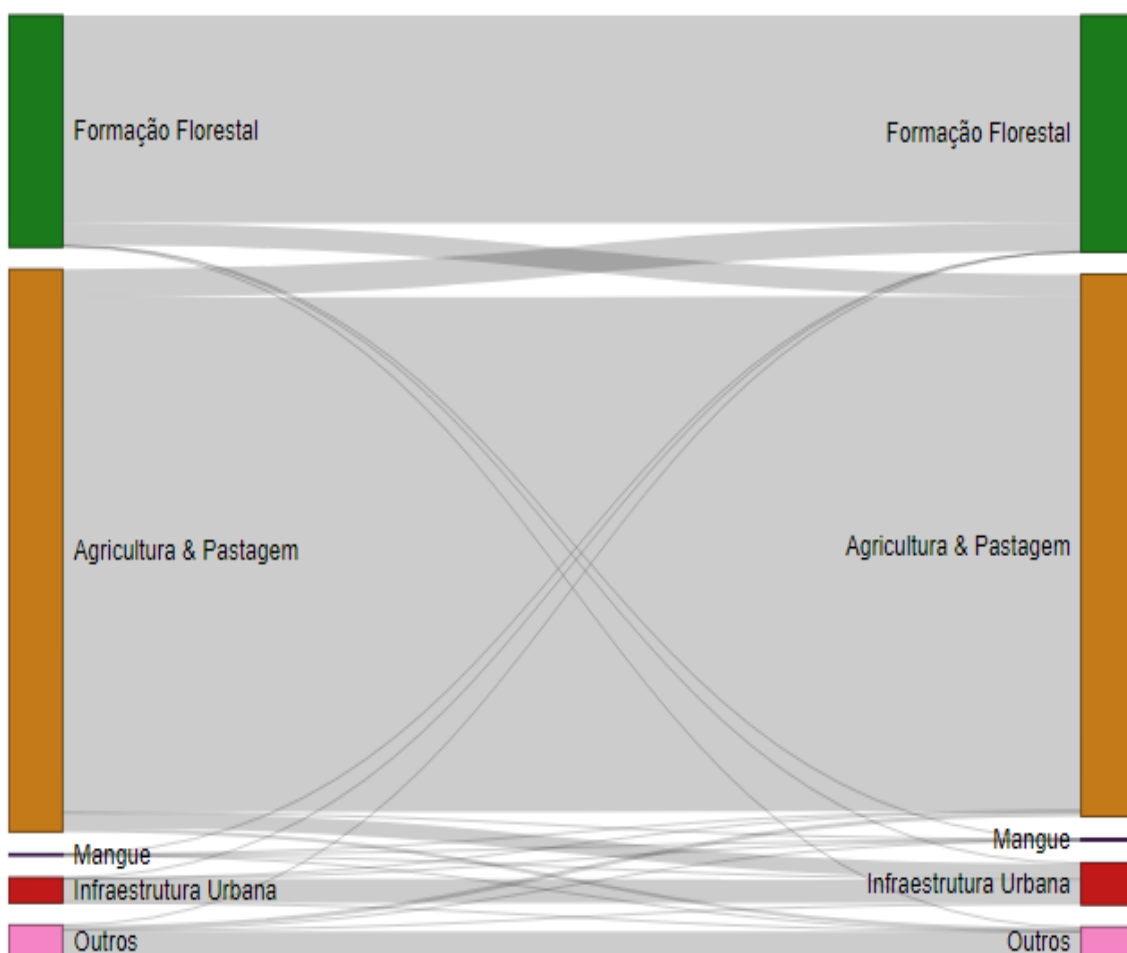 Formação Florestal
Formação Florestal
Agricultura & Pastagem
Agricultura & Pastagem
Mangue
Mangue
Infraestrutura Urbana
Infraestrutura Urbana
Outros
Outros